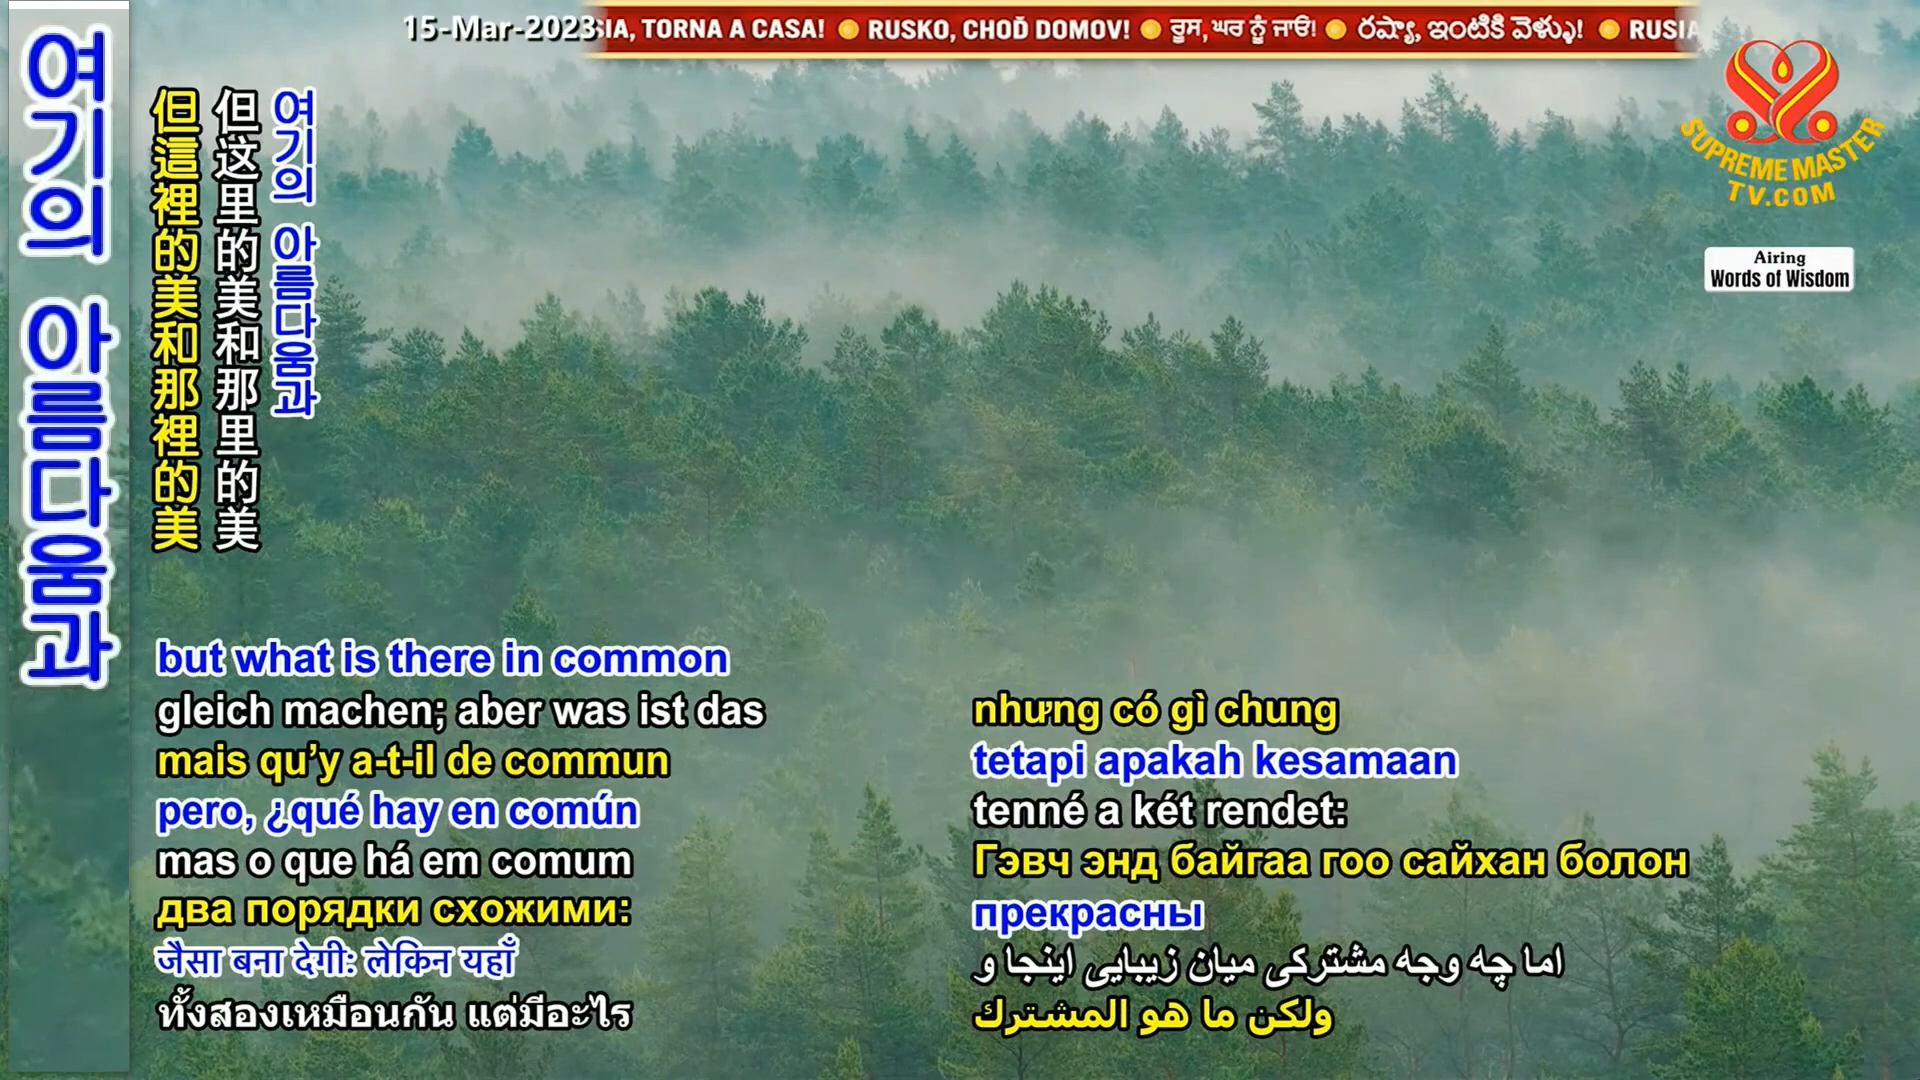 15-Mar-2023
SIA, TORNA A CASA! ● RUSKO, CHOĎ DOMOV! ● ਰੂਸ, ਘਰ ਨੂੰ ਜਾਓ! ● రష్యా, ఇంటికి వెళ్ళు! ● RUSIA
SUPREME MASTER
TV.COM
Airing
Words of Wisdom
여기의 아름다움과
但這裡的美和那裡的美
但这里的美和那里的美
여기의 아름다움과
but what is there in common
gleich machen; aber was ist das
mais qu’y a-t-il de commun
pero, ¿qué hay en común
mas o que há em comum
два порядки схожими:
जैसा बना देगी: लेकिन यहाँ
ทั้งสองเหมือนกัน แต่มีอะไร
nhưng có gì chung
tetapi apakah kesamaan
tenné a két rendet:
Гэвч энд байгаа гоо сайхан болон
прекрасны
اما چه وجه مشترکی میان زیبایی اینجا و
ولكن ما هو المشترك